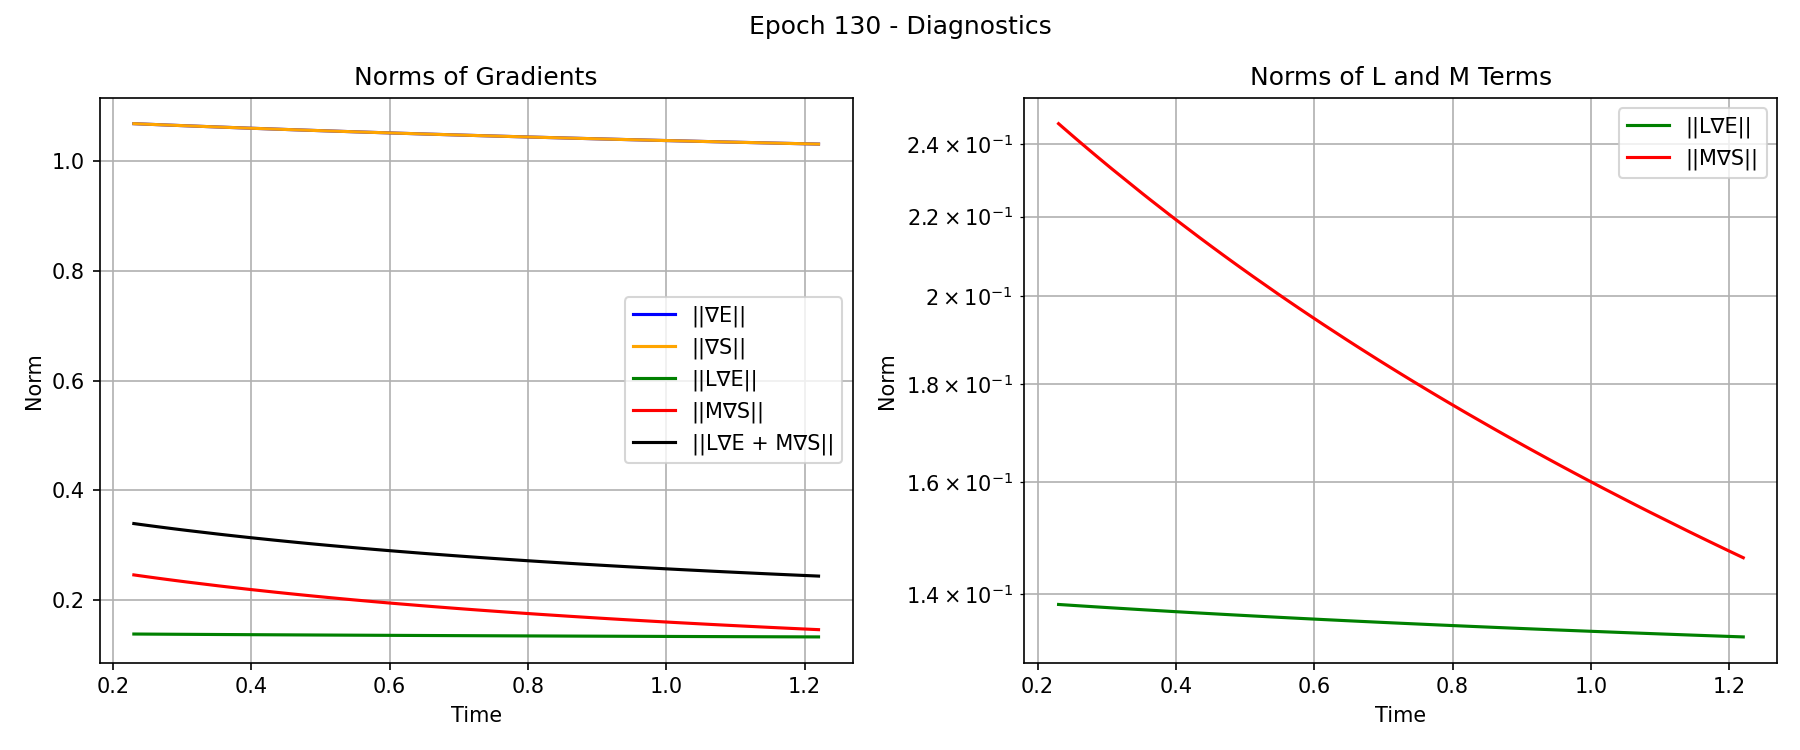 Epoch 130 - Diagnostics
Norms of Gradients
1.0
0.8
0.6
0.4
0.2
Norm
0.2 0.4 0.6 0.8 1.0 1.2
Time
||∇E||
||∇S||
||L∇E||
||M∇S||
||L∇E + M∇S||
Norms of L and M Terms
2.4 × 10⁻¹
2.2 × 10⁻¹
2 × 10⁻¹
1.8 × 10⁻¹
1.6 × 10⁻¹
1.4 × 10⁻¹
Norm
0.2 0.4 0.6 0.8 1.0 1.2
Time
||L∇E||
||M∇S||